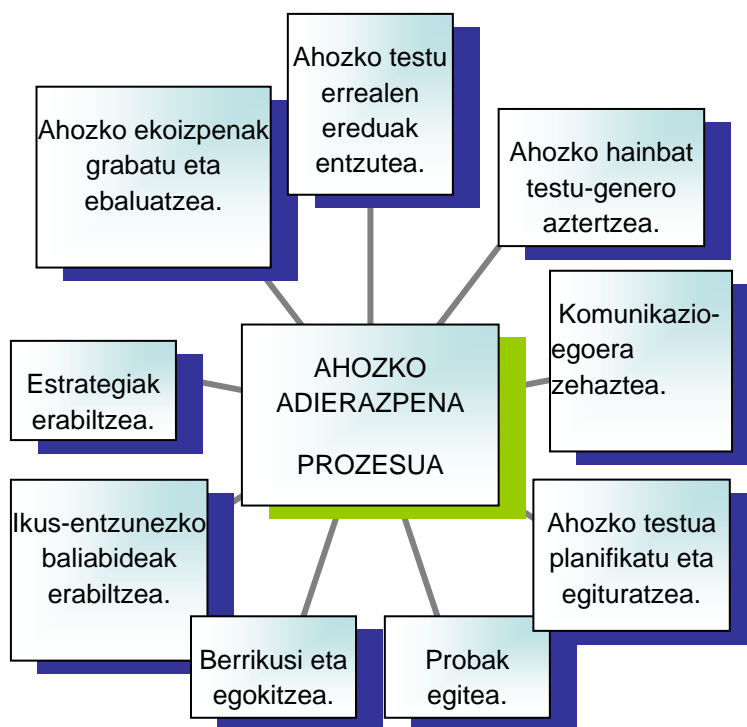 Ahozko testu
errealen
ereduak
entzutea.
Ahozko hainbat
testu-genero
aztertzea.
Komunikazio-
egoera
zehaztea.
Ahozko testua
planifikatu eta
egituratzea.
Probak
egitea.
Berrikusi eta
egokitzea.
Ikus-entzunezko
baliabideak
erabiltzea.
Estrategiak
erabiltzea.
Ahozko ekoizpenak
grabatu eta
ebaluatzea.
AHOZKO
ADIERAZPENA
PROZESUA